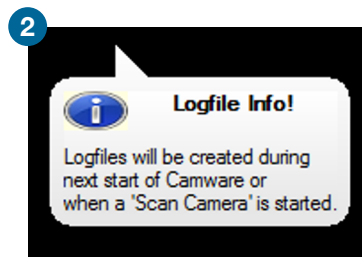 2
Logfile Info!
Logfiles will be created during
next start of Camware or
when a 'Scan Camera' is started.